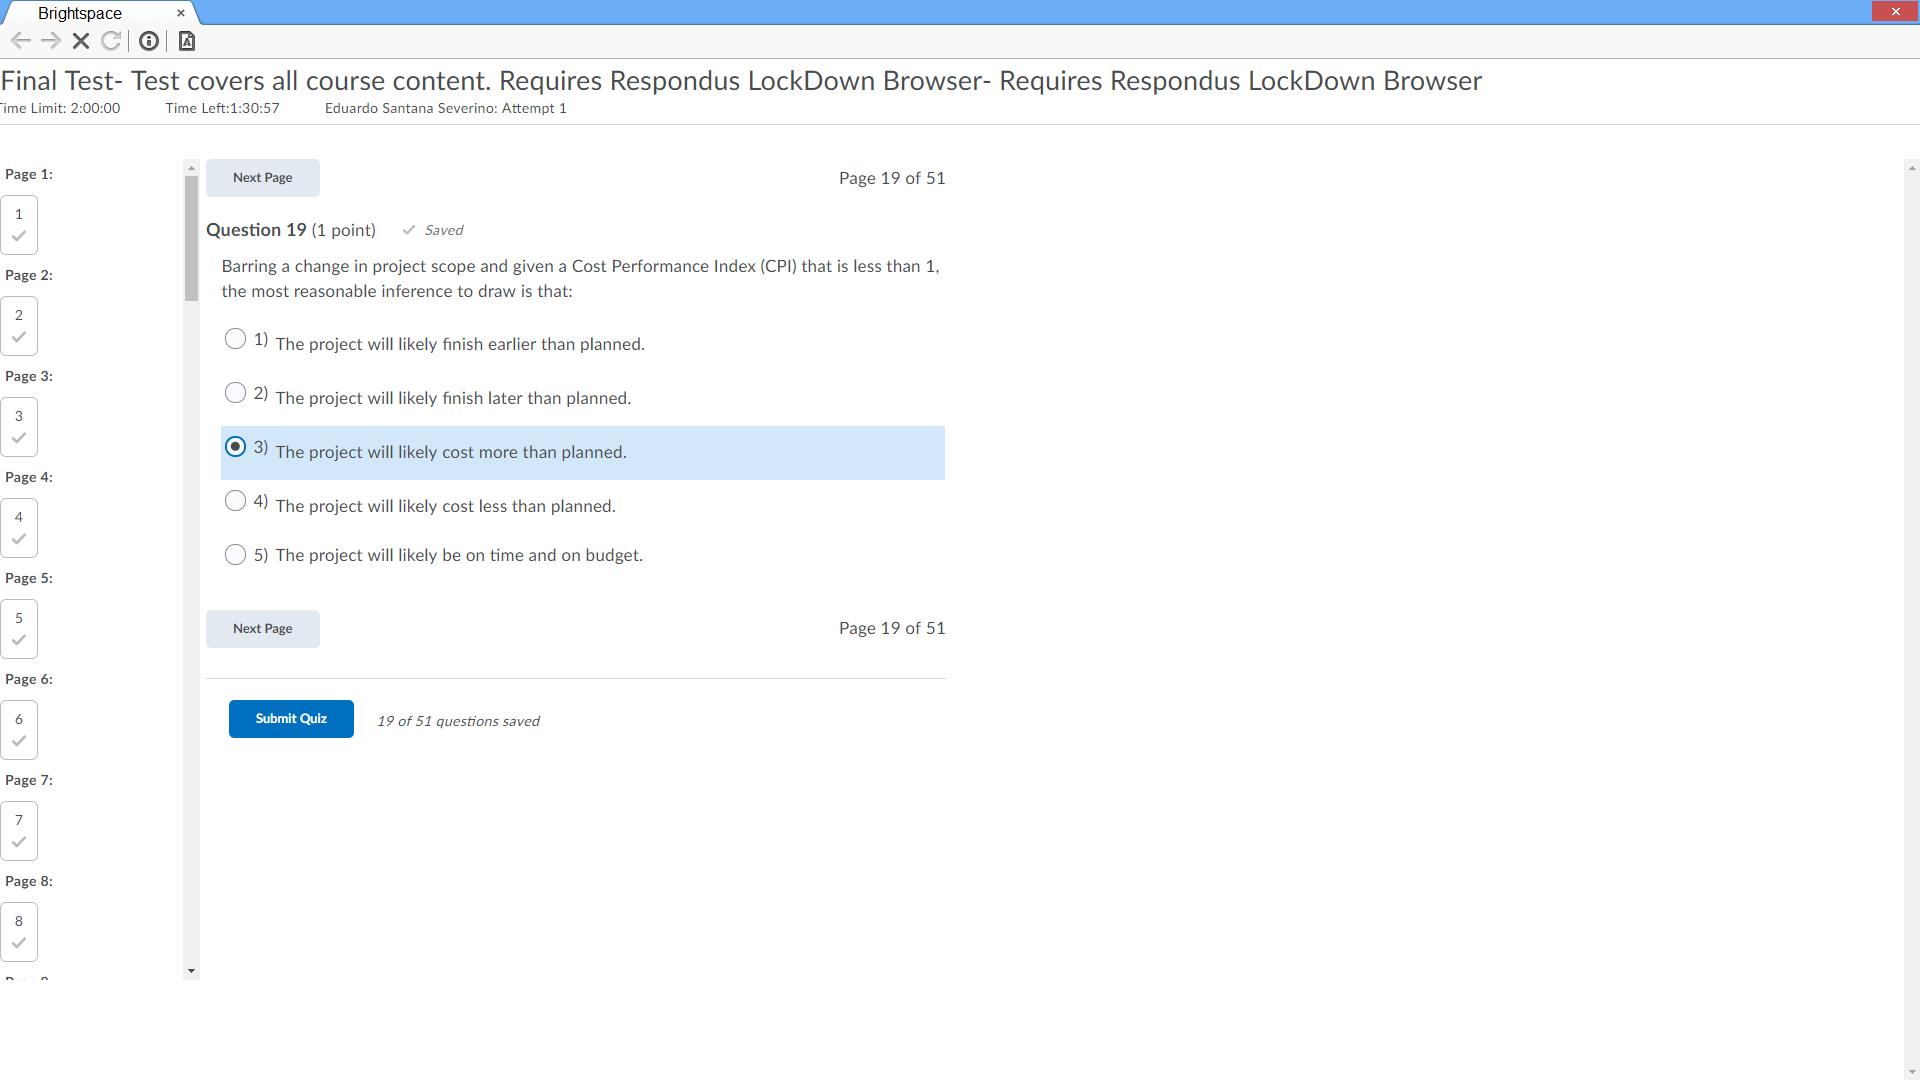 Brightspace
Final Test- Test covers all course content. Requires Respondus LockDown Browser- Requires Respondus LockDown Browser
Time Limit: 2:00:00 Time Left:1:30:57 Eduardo Santana Severino: Attempt 1
Page 1:
1
Page 2:
2
Page 3:
3
Page 4:
4
Page 5:
5
Page 6:
6
Page 7:
7
Page 8:
8
Next Page
Page 19 of 51
Question 19 (1 point) Saved
Barring a change in project scope and given a Cost Performance Index (CPI) that is less than 1,
the most reasonable inference to draw is that:
1) The project will likely finish earlier than planned.
2) The project will likely finish later than planned.
3) The project will likely cost more than planned.
4) The project will likely cost less than planned.
5) The project will likely be on time and on budget.
Next Page
Page 19 of 51
Submit Quiz
19 of 51 questions saved